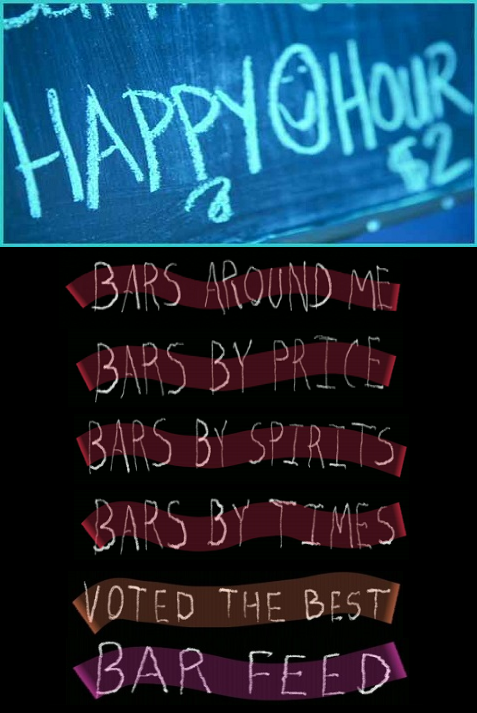 HAPPY HOUR
$2
BARS AROUND ME
BARS BY PRICE
BARS BY SPIRITS
BARS BY TIMES
VOTED THE BEST
BAR FEED